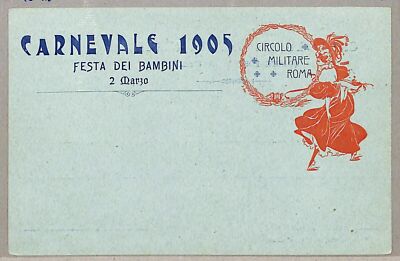 CARNEVALE 1905
FESTA DEI BAMBINI
2 Marzo
CIRCOLO
MILITARE
ROMA